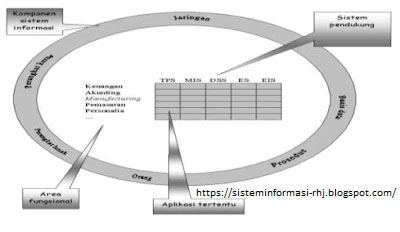 Komponen
sistem
informasi
Jaringan
Sistem
pendukung
Perangkat keras
TPS MIS DSS ES EIS
Keuangan
Akunting
Manufacturing
Pemasaran
Personalia
...
Basis data
Perangkat lunak
Orang
Prosedur
Area
fungsional
Aplikasi tertentu
https://sisteminformasi-rhj.blogspot.com/